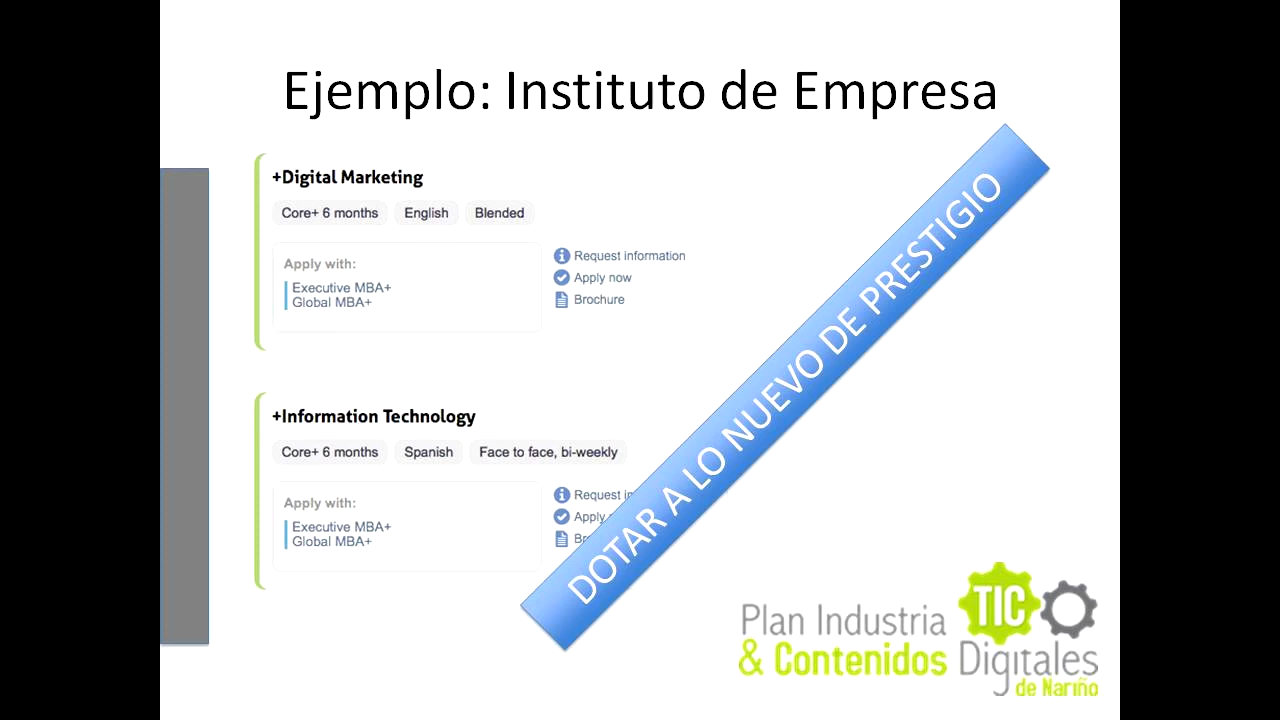 Ejemplo: Instituto de Empresa
+Digital Marketing
Core+ 6 months English Blended
Apply with:
Executive MBA+
Global MBA+
Request information
Apply now
Brochure
+Information Technology
Core+ 6 months Spanish Face to face, bi-weekly
Apply with:
Executive MBA+
Global MBA+
Request
Apply
DOTAR A LO NUEVO DE PRESTIGIO
TIC
Plan Industria
& Contenidos Digitales
de Nariño